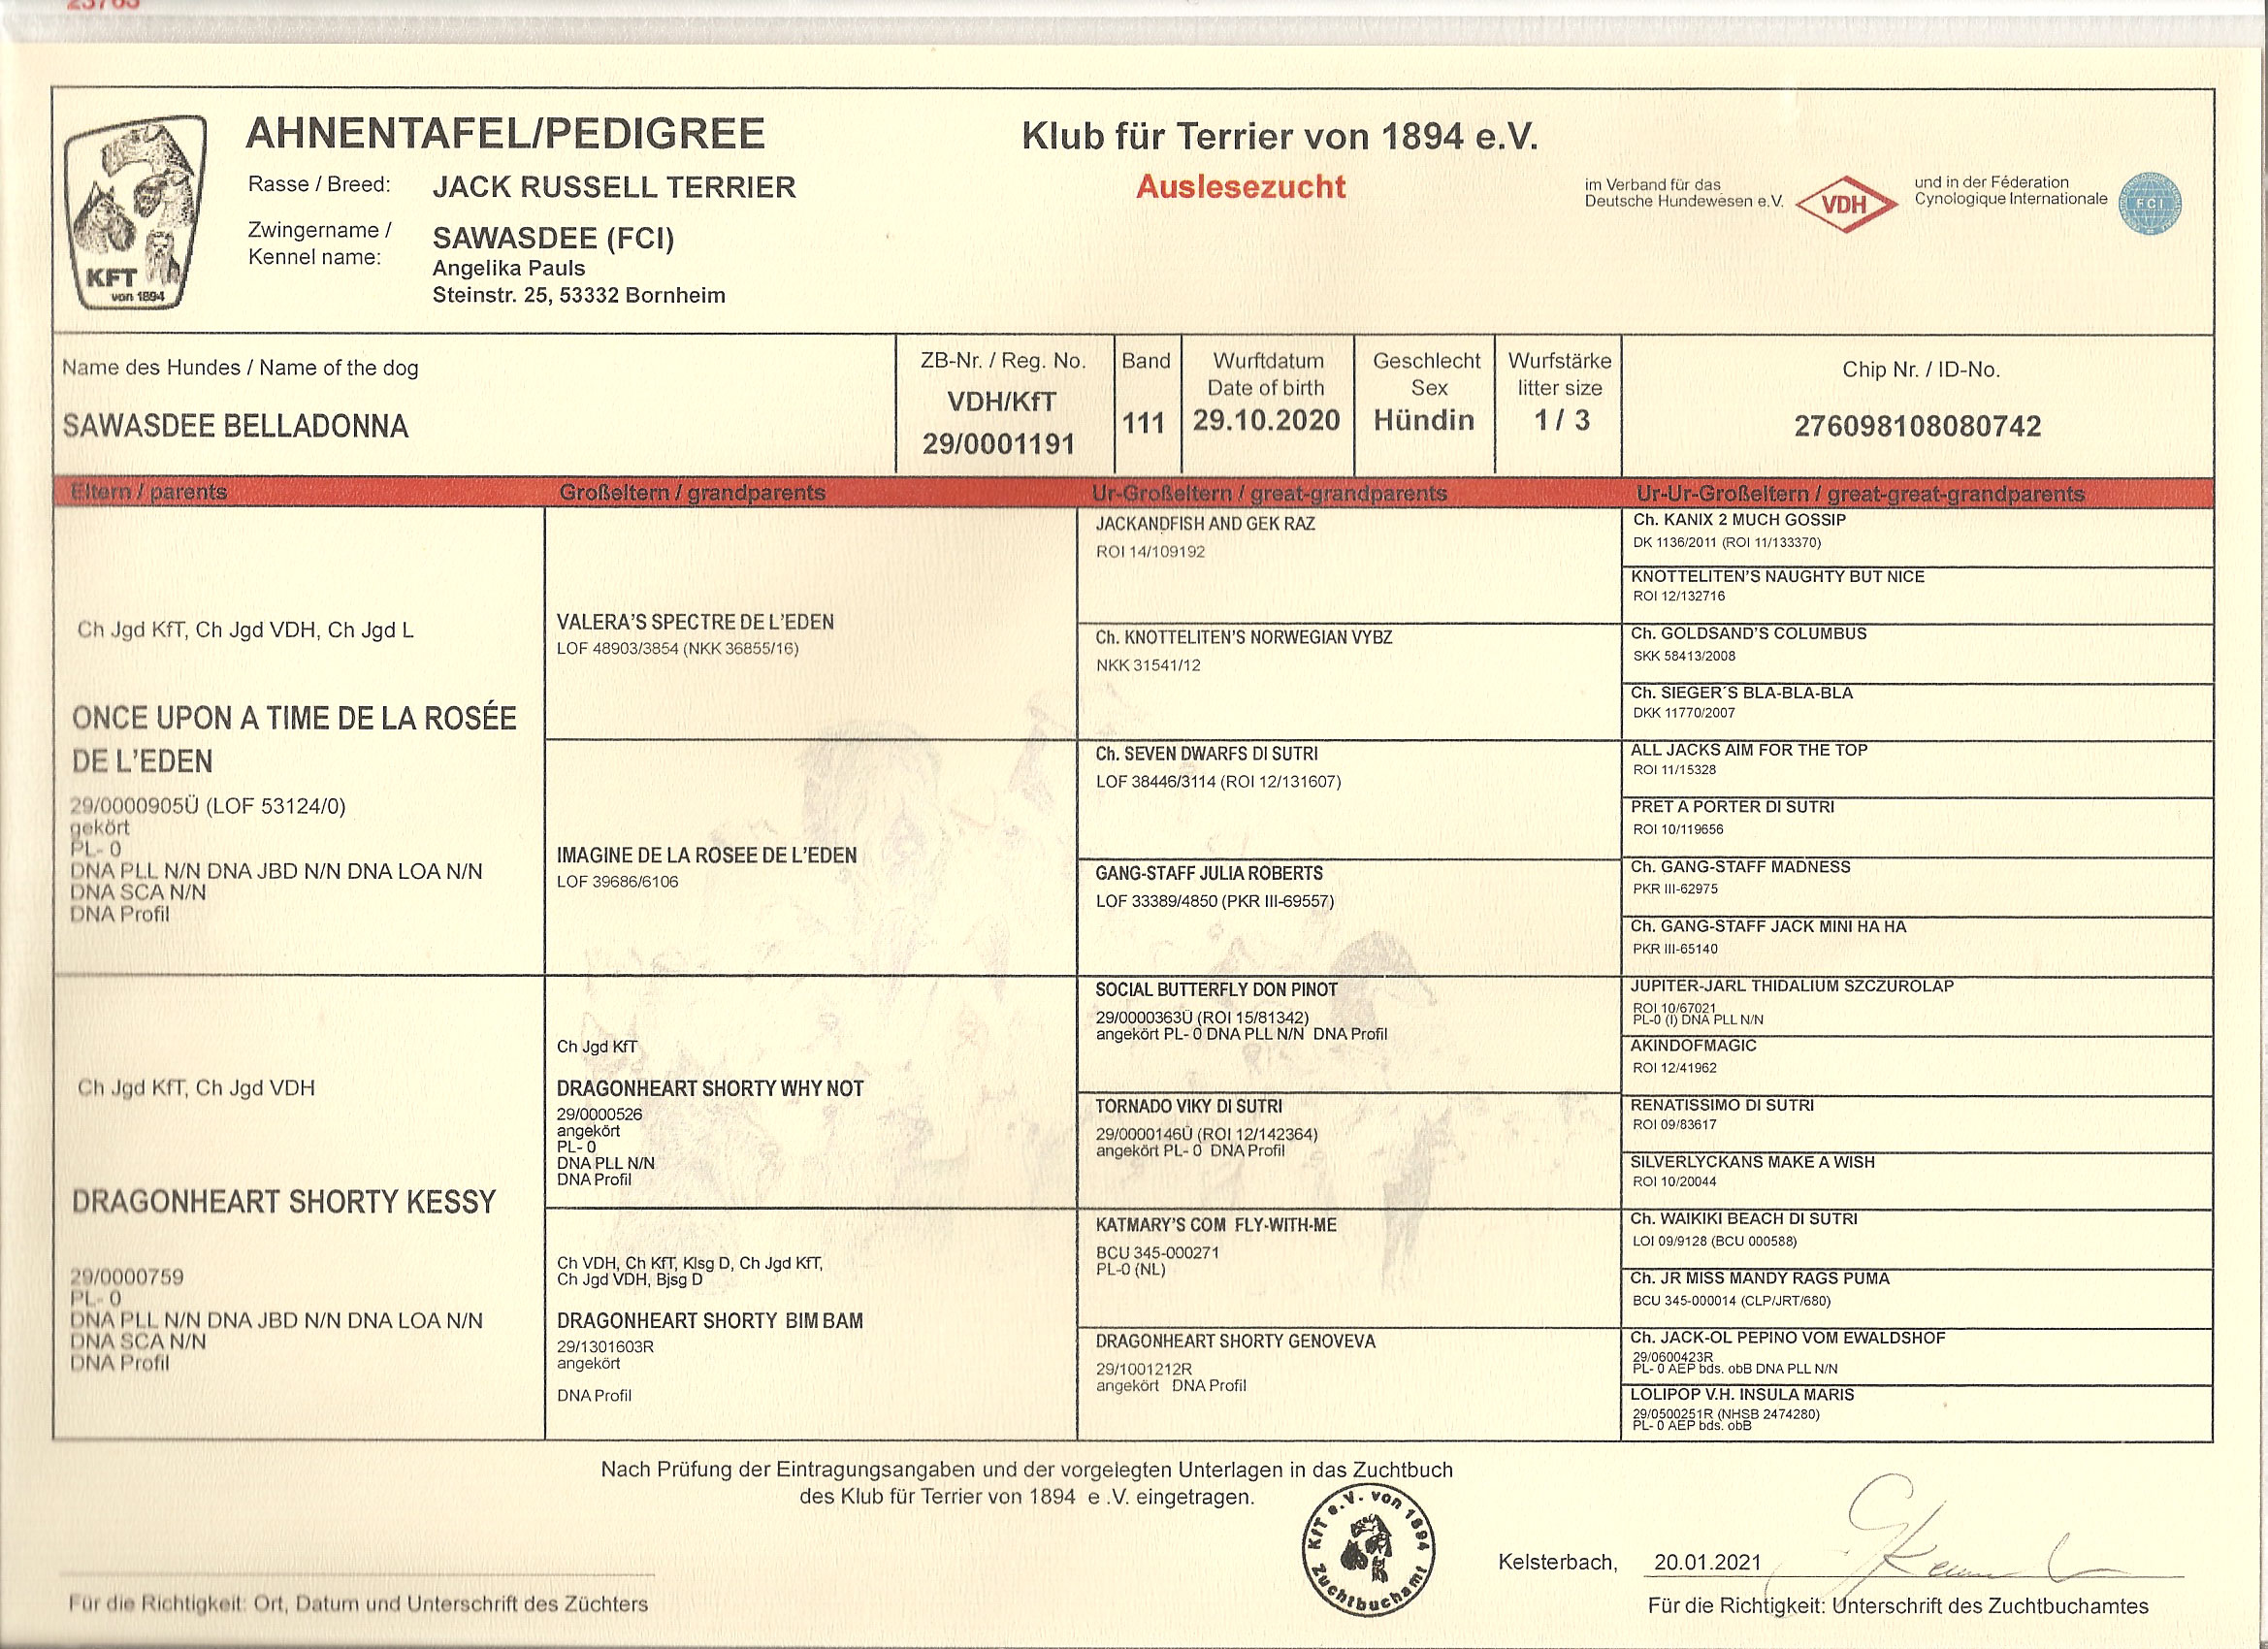 AHNENTAFEL/PEDIGREE
Klub für Terrier von 1894 e.V.
Auslesezucht
Rasse / Breed: JACK RUSSELL TERRIER
Zwingername / Kennel name:
SAWASDEE (FCI)
Angelika Pauls
Steinstr. 25, 53332 Bornheim
KFT
von 1894
im Verband für das
Deutsche Hundewesen e.V.
VDH
und in der Féderation
Cynologique Internationale
FCI
Name des Hundes / Name of the dog
SAWASDEE BELLADONNA
ZB-Nr. / Reg. No.
VDH/KfT
29/0001191
Band
111
Wurftdatum
Date of birth
29.10.2020
Geschlecht
Sex
Hündin
Wurfstärke
litter size
1 / 3
Chip Nr. / ID-No.
276098108080742
Eltern / parents
Großeltern / grandparents
Ur-Großeltern / great-grandparents
Ur-Ur-Großeltern / great-great-grandparents
Ch Jgd KfT, Ch Jgd VDH, Ch Jgd L
ONCE UPON A TIME DE LA ROSÉE
DE L'EDEN
29/0000905Ü (LOF 53124/0)
gekört
PL- 0
DNA PLL N/N DNA JBD N/N DNA LOA N/N
DNA SCA N/N
DNA Profil
Ch Jgd KfT, Ch Jgd VDH
DRAGONHEART SHORTY KESSY
29/0000759
PL- 0
DNA PLL N/N DNA JBD N/N DNA LOA N/N
DNA SCA N/N
DNA Profil
VALERA'S SPECTRE DE L'EDEN
LOF 48903/3854 (NKK 36855/16)
IMAGINE DE LA ROSEE DE L'EDEN
LOF 39686/6106
Ch Jgd KfT
DRAGONHEART SHORTY WHY NOT
29/0000526
angekört
PL- 0
DNA PLL N/N
DNA Profil
Ch VDH, Ch KfT, Klsg D, Ch Jgd KfT,
Ch Jgd VDH, Bjsg D
DRAGONHEART SHORTY BIM BAM
29/1301603R
angekört
DNA Profil
JACKANDFISH AND GEK RAZ
ROI 14/109192
Ch. KNOTTELITEN'S NORWEGIAN VYBZ
NKK 31541/12
Ch. SEVEN DWARFS DI SUTRI
LOF 38446/3114 (ROI 12/131607)
GANG-STAFF JULIA ROBERTS
LOF 33389/4850 (PKR III-69557)
SOCIAL BUTTERFLY DON PINOT
29/0000363Ü (ROI 15/81342)
angekört PL- 0 DNA PLL N/N DNA Profil
TORNADO VIKY DI SUTRI
29/0000146Ü (ROI 12/142364)
angekört PL- 0 DNA Profil
KATMARY'S COM FLY-WITH-ME
BCU 345-000271
PL-0 (NL)
DRAGONHEART SHORTY GENOVEVA
29/1001212R
angekört DNA Profil
Ch. KANIX 2 MUCH GOSSIP
DK 1136/2011 (ROI 11/133370)
KNOTTELITEN'S NAUGHTY BUT NICE
ROI 12/132716
Ch. GOLDSAND'S COLUMBUS
SKK 58413/2008
Ch. SIEGER´S BLA-BLA-BLA
DKK 11770/2007
ALL JACKS AIM FOR THE TOP
ROI 11/15328
PRET A PORTER DI SUTRI
ROI 10/119656
Ch. GANG-STAFF MADNESS
PKR III-62975
Ch. GANG-STAFF JACK MINI HA HA
PKR III-65140
JUPITER-JARL THIDALIUM SZCZUROLAP
ROI 10/67021
PL-0 (I) DNA PLL N/N
AKINDOFMAGIC
ROI 12/41962
RENATISSIMO DI SUTRI
ROI 09/83617
SILVERLYCKANS MAKE A WISH
ROI 10/20044
Ch. WAIKIKI BEACH DI SUTRI
LOI 09/9128 (BCU 000588)
Ch. JR MISS MANDY RAGS PUMA
BCU 345-000014 (CLP/JRT/680)
Ch. JACK-OL PEPINO VOM EWALDSHOF
29/0600423R
PL- 0 AEP bds. obB DNA PLL N/N
LOLIPOP V.H. INSULA MARIS
29/0500251R (NHSB 2474280)
PL- 0 AEP bds. obB
Nach Prüfung der Eintragungsangaben und der vorgelegten Unterlagen in das Zuchtbuch
des Klub für Terrier von 1894 e .V. eingetragen.
KfT e.V. von 1894
Zuchtbuchamt
Kelsterbach, 20.01.2021
Für die Richtigkeit: Ort, Datum und Unterschrift des Züchters
Für die Richtigkeit: Unterschrift des Zuchtbuchamtes